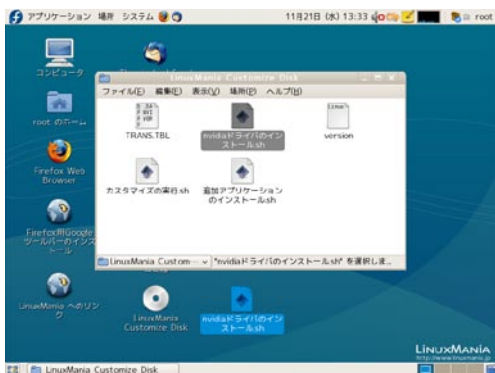 アプリケーション 場所 システム
11月21日 (水) 13:33
root
コンピュータ
root のホーム
Firefox Web
Browser
Firefox用Google
ツールバーのインス
トール
LinuxMania へのリン
ク
LinuxMania Customize Disk
ファイル(F) 編集(E) 表示(V) 場所(P) ヘルプ(H)
TRANS.TBL
nvidiaドライバのイン
ストール.sh
version
カスタマイズの実行.sh
追加アプリケーション
のインストール.sh
LinuxMania Custom…
"nvidiaドライバのインストール.sh" を選択しま…
LinuxMania
Customize Disk
nvidiaドライバのイン
ストール.sh
LINUXMANIA
http://www.linuxmania.jp
LinuxMania Customize Disk